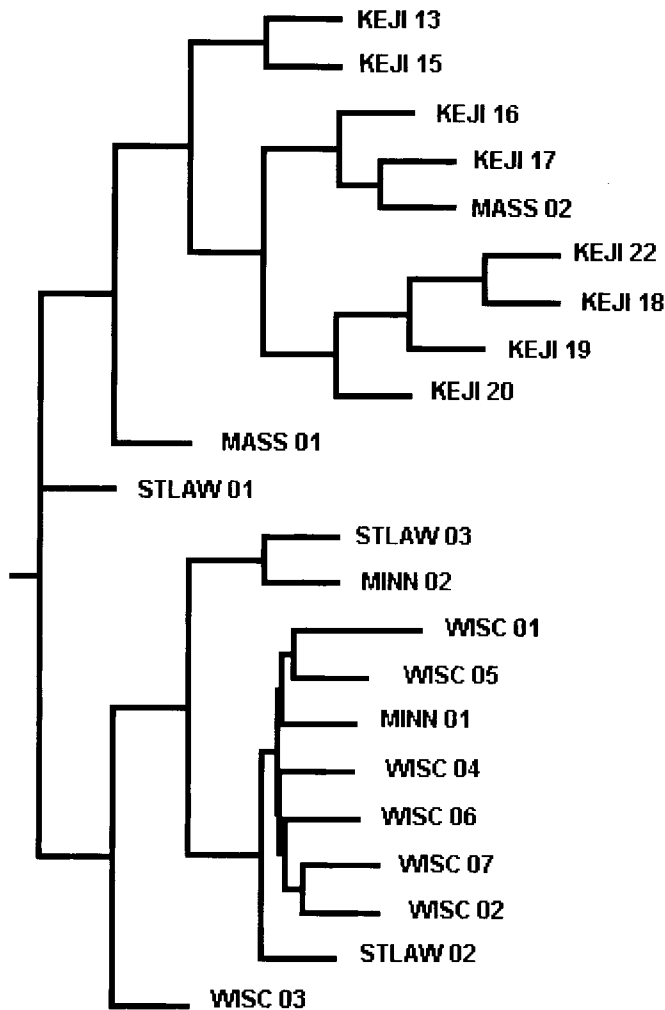 KEJI 13
KEJI 15
KEJI 16
KEJI 17
MASS 02
KEJI 22
KEJI 18
KEJI 19
KEJI 20
MASS 01
STLAW 01
STLAW 03
MINN 02
WISC 01
WISC 05
MINN 01
WISC 04
WISC 06
WISC 07
WISC 02
STLAW 02
WISC 03